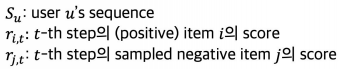 S_u: user u's sequence
r_{i,t}: t-th step의 (positive) item i의 score
r_{j,t}: t-th step의 sampled negative item j의 score